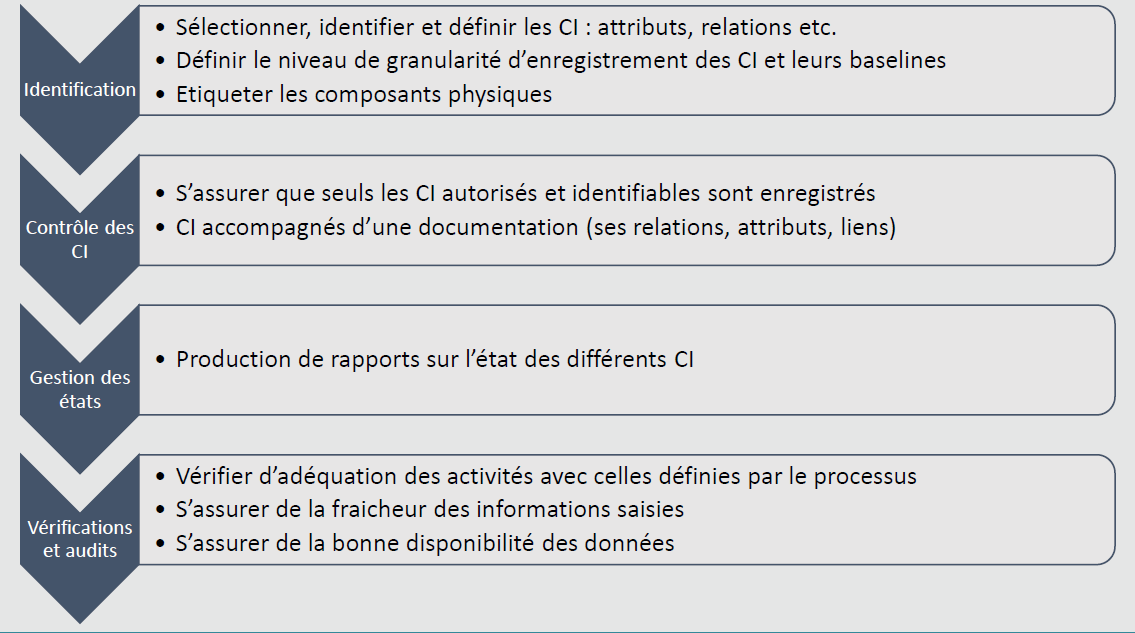 Identification
• Sélectionner, identifier et définir les CI : attributs, relations etc.
• Définir le niveau de granularité d’enregistrement des CI et leurs baselines
• Etiqueter les composants physiques
Contrôle des
CI
• S’assurer que seuls les CI autorisés et identifiables sont enregistrés
• CI accompagnés d’une documentation (ses relations, attributs, liens)
Gestion des
états
• Production de rapports sur l’état des différents CI
Vérifications
et audits
• Vérifier d’adéquation des activités avec celles définies par le processus
• S’assurer de la fraicheur des informations saisies
• S’assurer de la bonne disponibilité des données